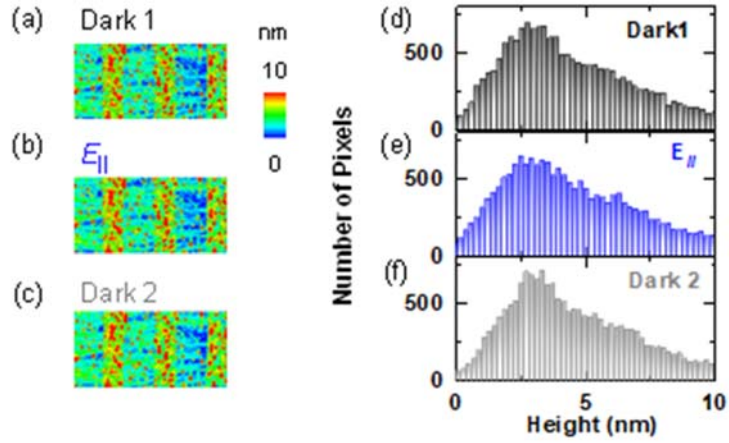 (a) Dark 1
nm
10
0
(b) E||
(c) Dark 2
Number of Pixels
(d) Dark1
500
0
(e) E//
500
0
(f) Dark 2
500
0
0 5 10
Height (nm)